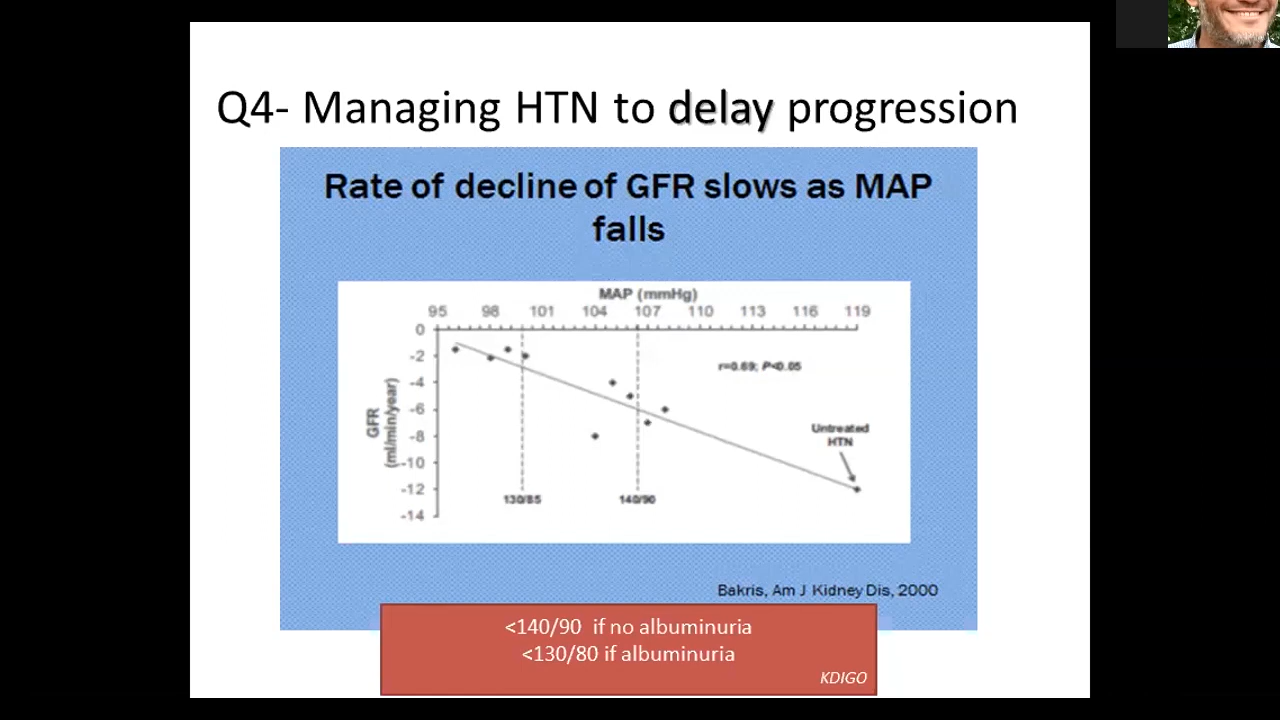 Q4- Managing HTN to delay progression
Rate of decline of GFR slows as MAP
falls
MAP (mmHg)
95 98 101 104 107 110 113 116 119
0
-2
-4
-6
-8
-10
-12
-14
GFR
(ml/min/year)
r=0.69; P<0.05
Untreated
HTN
130/85
140/90
Bakris, Am J Kidney Dis, 2000
<140/90 if no albuminuria
<130/80 if albuminuria
KDIGO